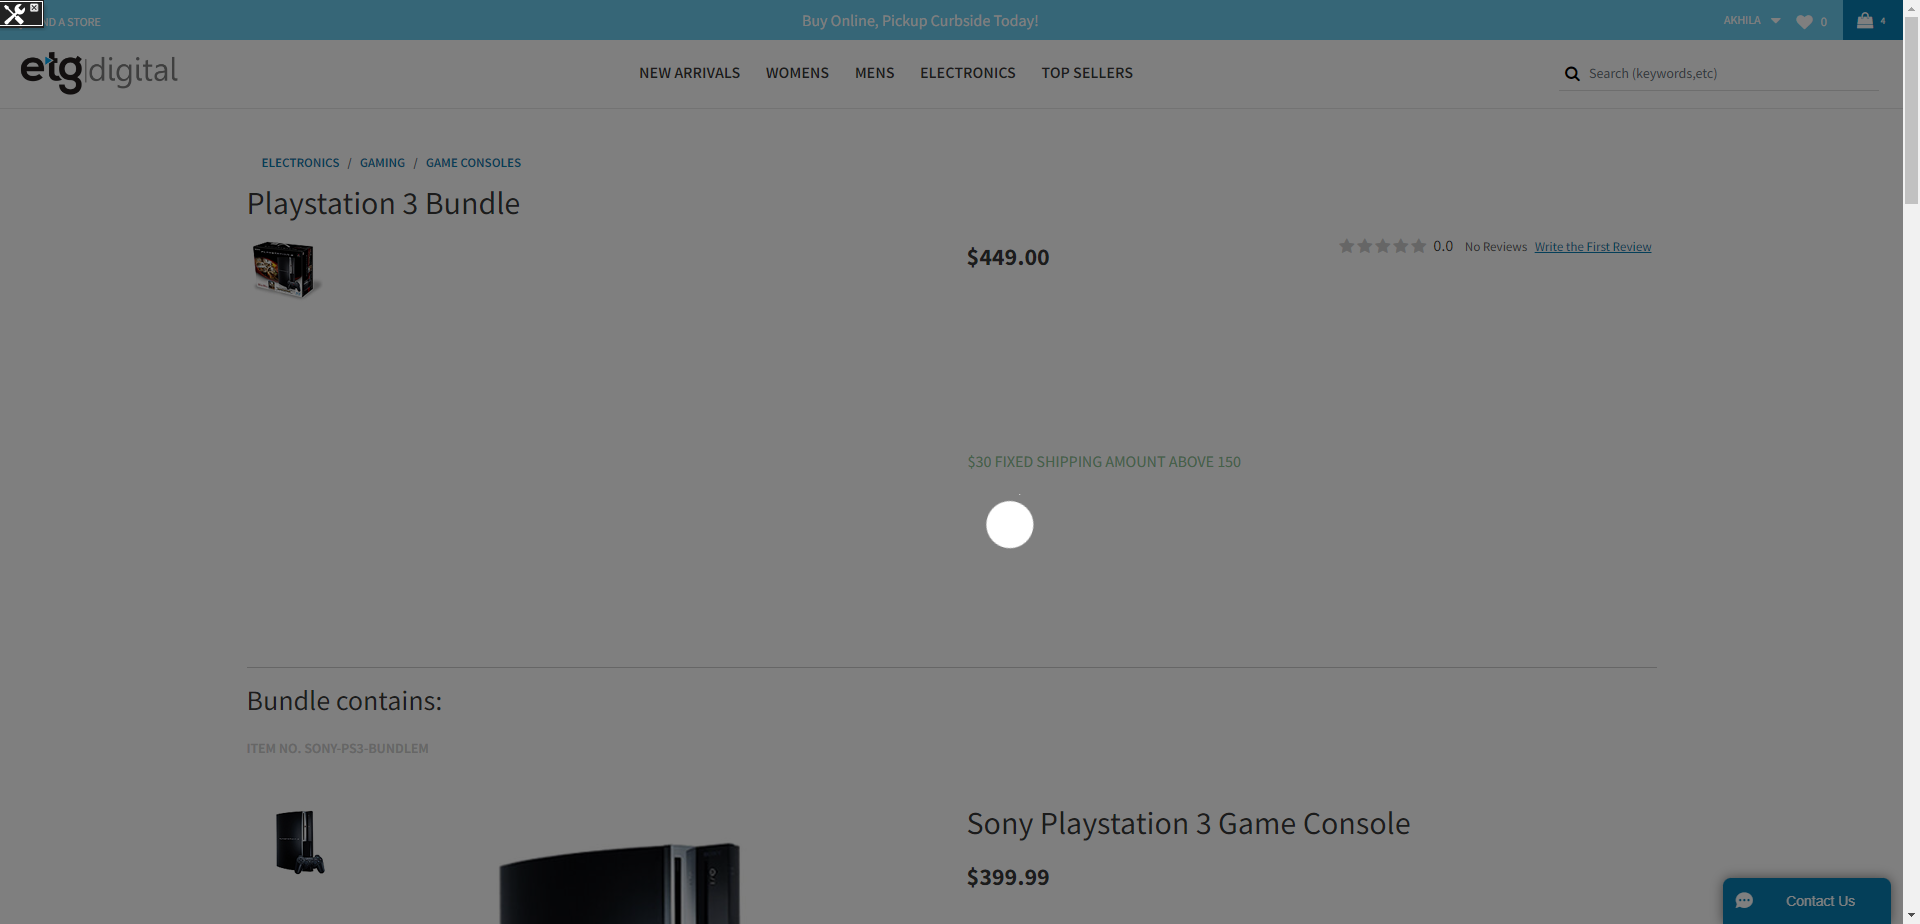 ND A STORE
Buy Online, Pickup Curbside Today!
AKHILA
0
4
etg|digital
NEW ARRIVALS
WOMENS
MENS
ELECTRONICS
TOP SELLERS
Search (keywords,etc)
ELECTRONICS / GAMING / GAME CONSOLES
Playstation 3 Bundle
$449.00
0.0
No Reviews
Write the First Review
$30 FIXED SHIPPING AMOUNT ABOVE 150
Bundle contains:
ITEM NO. SONY-PS3-BUNDLEM
Sony Playstation 3 Game Console
$399.99
Contact Us